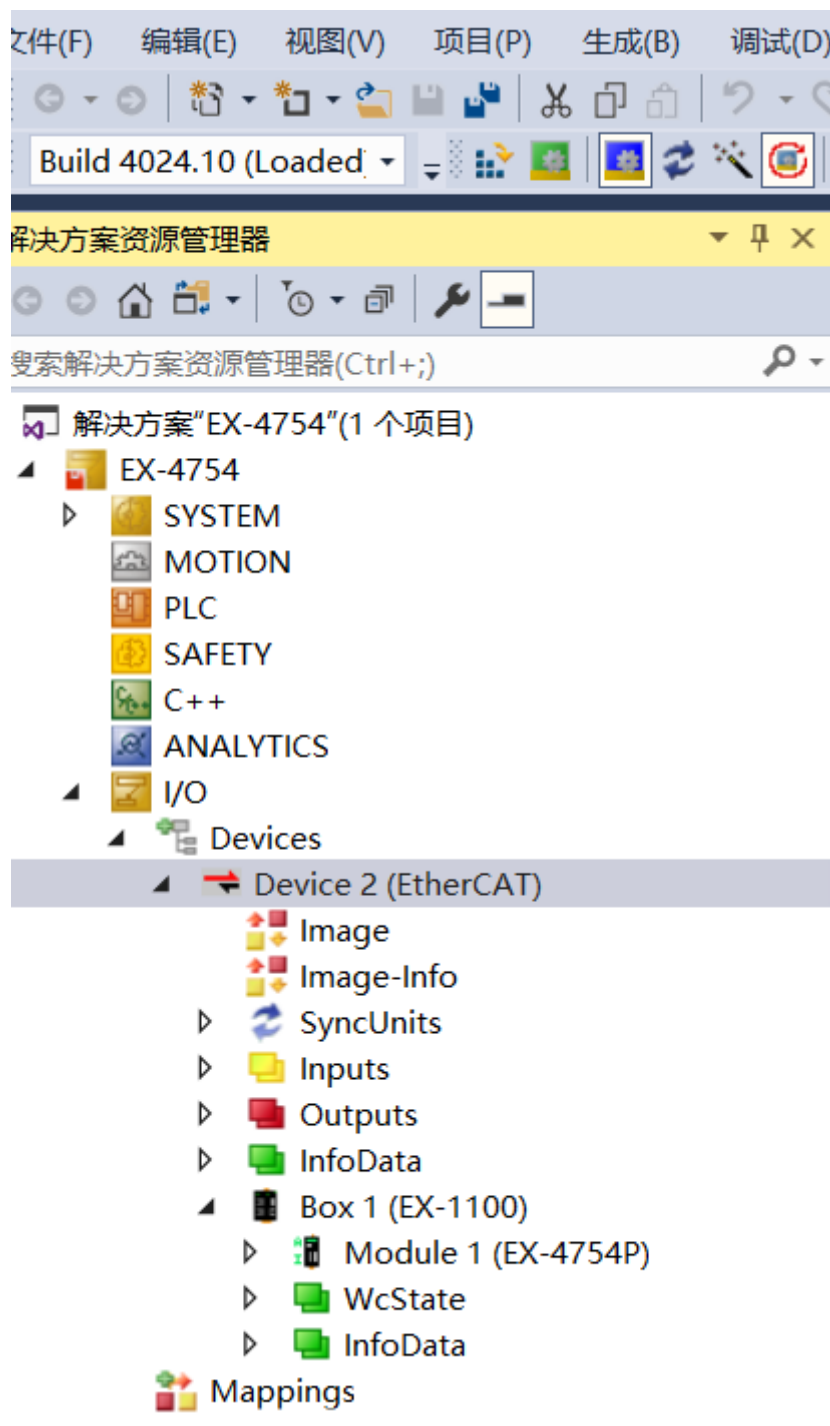 文件(F) 编辑(E) 视图(V) 项目(P) 生成(B) 调试(D)
Build 4024.10 (Loaded
解决方案资源管理器
搜索解决方案资源管理器(Ctrl+;)
解决方案"EX-4754"(1 个项目)
EX-4754
SYSTEM
MOTION
PLC
SAFETY
C++
ANALYTICS
I/O
Devices
Device 2 (EtherCAT)
Image
Image-Info
SyncUnits
Inputs
Outputs
InfoData
Box 1 (EX-1100)
Module 1 (EX-4754P)
WcState
InfoData
Mappings